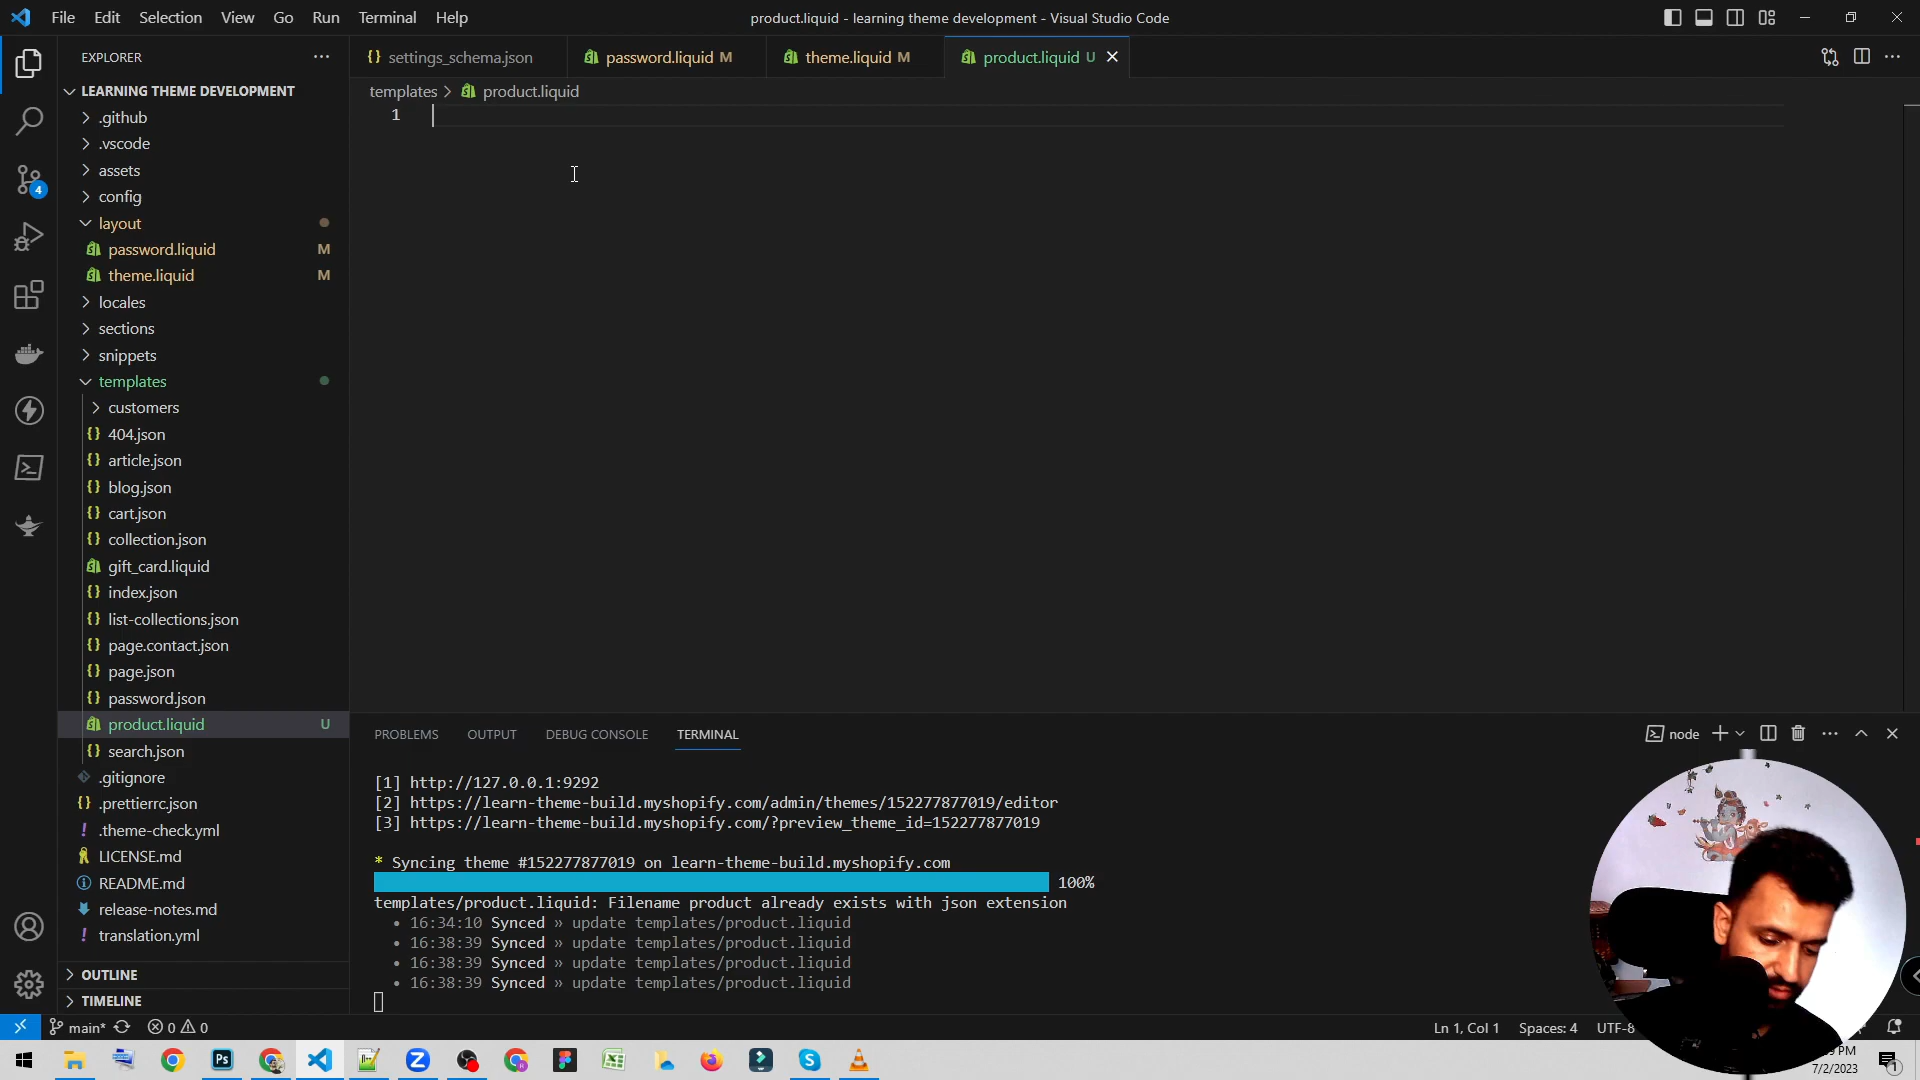 File Edit Selection View Go Run Terminal Help
product.liquid - learning theme development - Visual Studio Code
EXPLORER
settings_schema.json
password.liquid M
theme.liquid M
product.liquid U
templates > product.liquid
1
LEARNING THEME DEVELOPMENT
.github
.vscode
assets
config
layout
password.liquid M
theme.liquid M
locales
sections
snippets
templates
customers
404.json
article.json
blog.json
cart.json
collection.json
gift_card.liquid
index.json
list-collections.json
page.contact.json
page.json
password.json
product.liquid U
search.json
.gitignore
.prettierrc.json
.theme-check.yml
LICENSE.md
README.md
release-notes.md
translation.yml
OUTLINE
TIMELINE
4
PROBLEMS OUTPUT DEBUG CONSOLE TERMINAL
node
[1] http://127.0.0.1:9292
[2] https://learn-theme-build.myshopify.com/admin/themes/152277877019/editor
[3] https://learn-theme-build.myshopify.com/?preview_theme_id=152277877019
* Syncing theme #152277877019 on learn-theme-build.myshopify.com
100%
templates/product.liquid: Filename product already exists with json extension
• 16:34:10 Synced » update templates/product.liquid
• 16:38:39 Synced » update templates/product.liquid
• 16:38:39 Synced » update templates/product.liquid
• 16:38:39 Synced » update templates/product.liquid
main* 0 0
Ln 1, Col 1 Spaces: 4 UTF-8
Ps
PM
7/2/2023
1